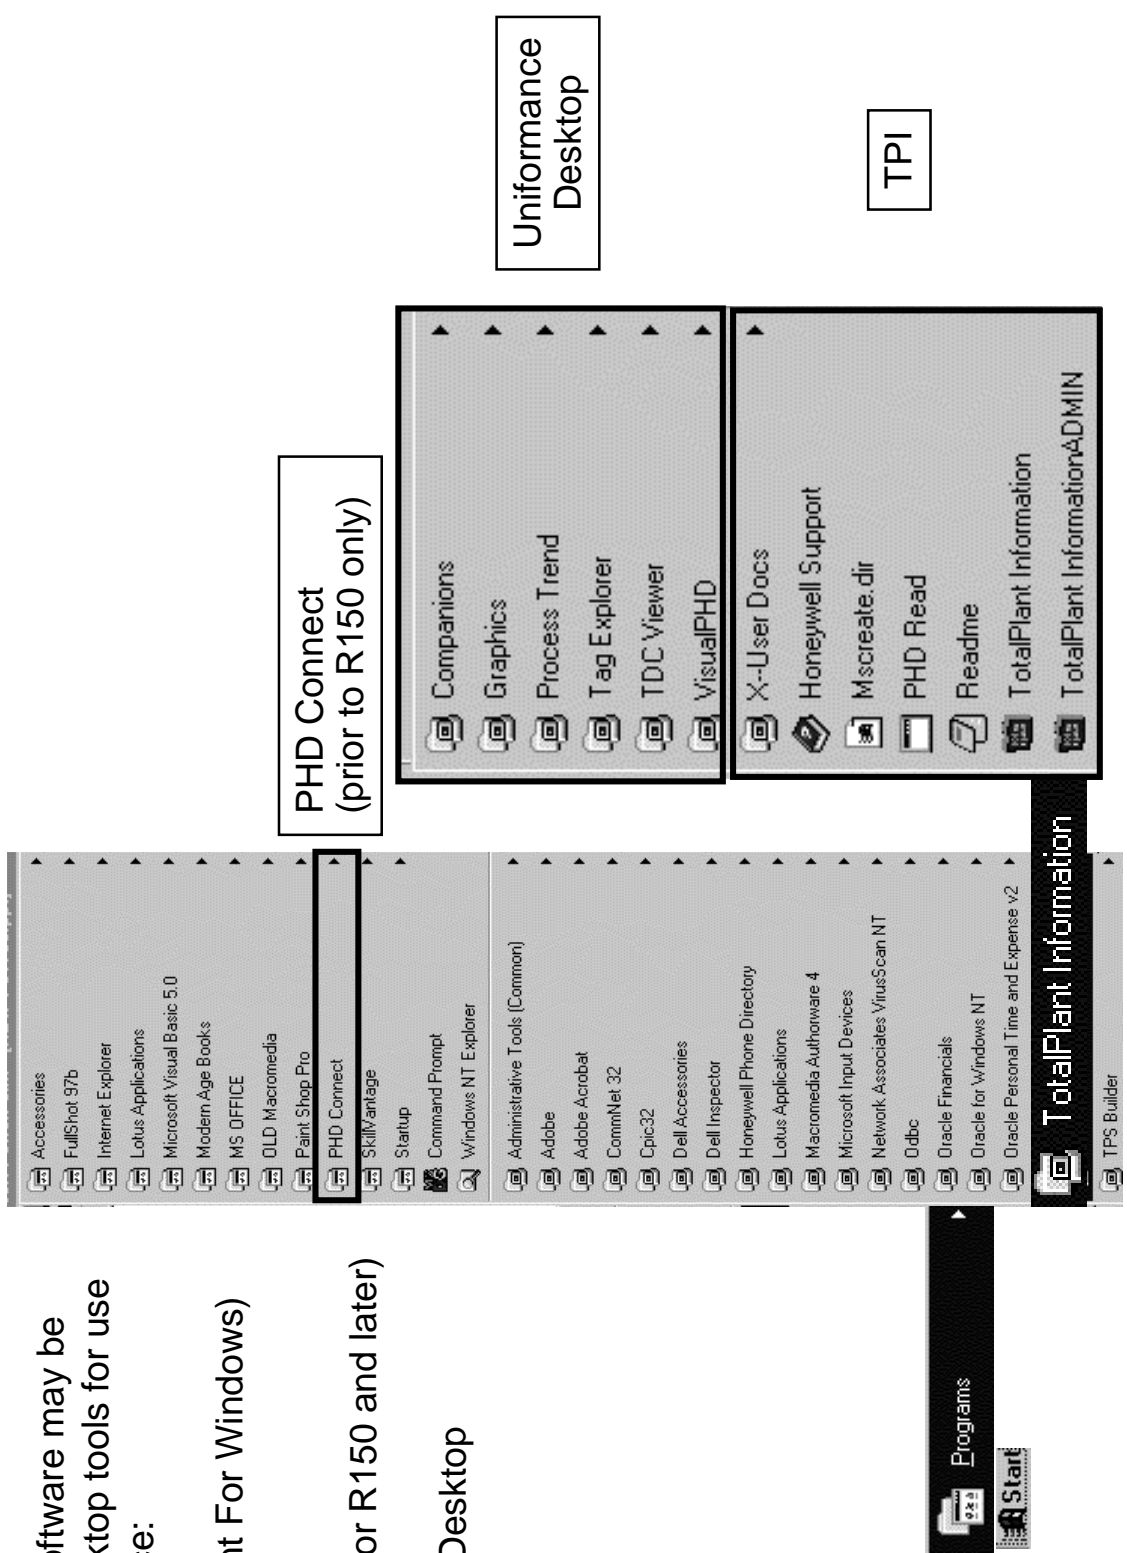 oftware may be
ktop tools for use
e:
t For Windows)
or R150 and later)
Desktop
Programs
Start
Accessories
FullShot 97b
Internet Explorer
Lotus Applications
Microsoft Visual Basic 5.0
Modern Age Books
MS OFFICE
OLD Macromedia
Paint Shop Pro
PHD Connect
SkillVantage
Startup
Command Prompt
Windows NT Explorer
Administrative Tools (Common)
Adobe
Adobe Acrobat
CommNet 32
Cpic32
Dell Accessories
Dell Inspector
Honeywell Phone Directory
Lotus Applications
Macromedia Authorware 4
Microsoft Input Devices
Network Associates VirusScan NT
Odbc
Oracle Financials
Oracle for Windows NT
Oracle Personal Time and Expense v2
TotalPlant Information
TPS Builder
PHD Connect
(prior to R150 only)
Companions
Graphics
Process Trend
Tag Explorer
TDC Viewer
VisualPHD
X--User Docs
Honeywell Support
Mscreate.dir
PHD Read
Readme
TotalPlant Information
TotalPlant InformationADMIN
Uniformance
Desktop
TPI